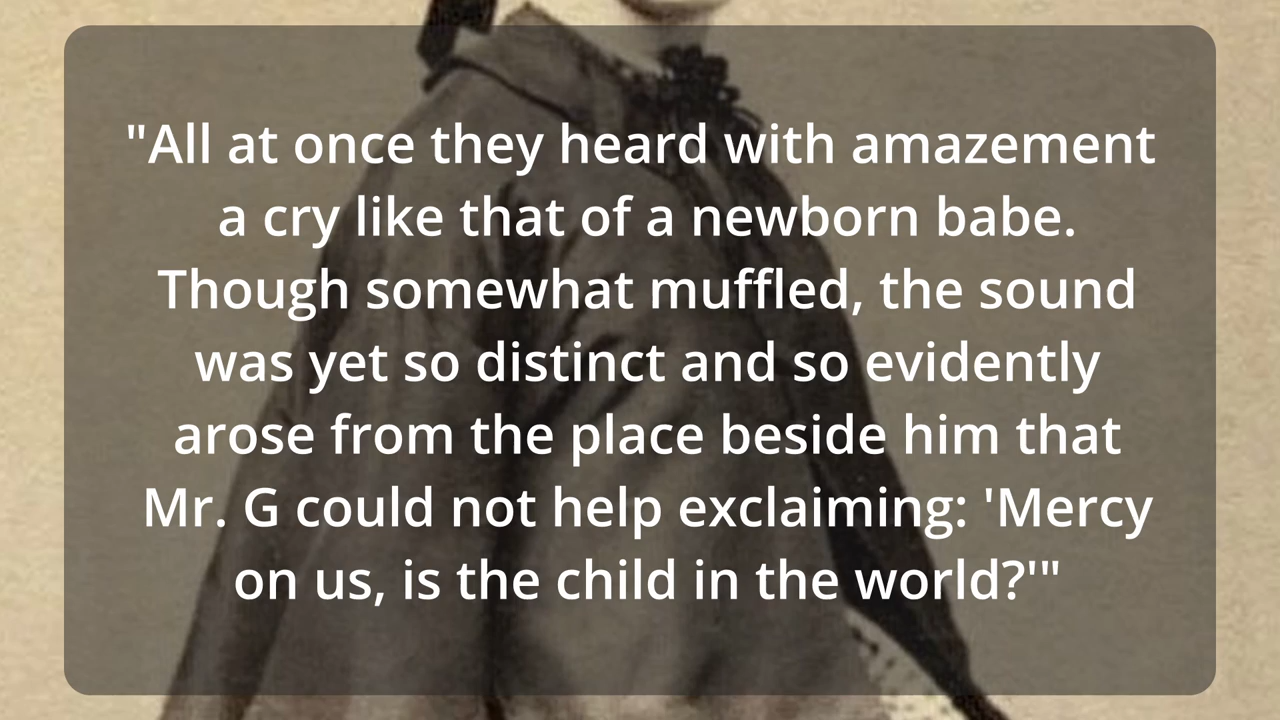 "All at once they heard with amazement
a cry like that of a newborn babe.
Though somewhat muffled, the sound
was yet so distinct and so evidently
arose from the place beside him that
Mr. G could not help exclaiming: 'Mercy
on us, is the child in the world?'"